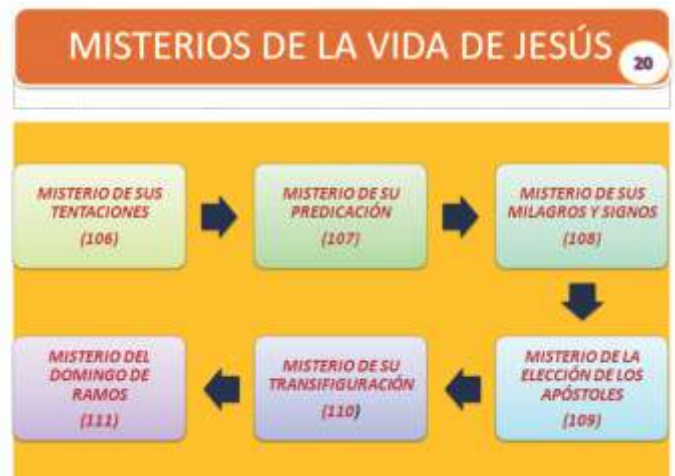 MISTERIOS DE LA VIDA DE JESÚS
20
MISTERIO DE SUS
TENTACIONES
(106)
MISTERIO DE SU
PREDICACIÓN
(107)
MISTERIO DE SUS
MILAGROS Y SIGNOS
(108)
MISTERIO DE LA
ELECCIÓN DE LOS
APÓSTOLES
(109)
MISTERIO DE SU
TRANSIFIGURACIÓN
(110)
MISTERIO DEL
DOMINGO DE
RAMOS
(111)